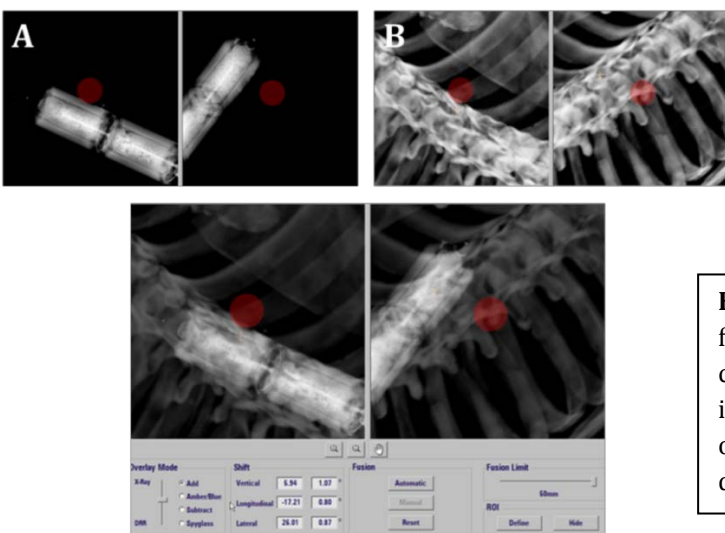 A
B
Overlay Mode
X-Ray
Add
Amber/Blue
Subtract
Spyglass
DRR
Shift
Vertical 6.94 1.07 °
Longitudinal -17.21 0.80 °
Lateral 26.01 0.87 °
Fusion
Automatic
Manual
Reset
Fusion Limit
60mm
ROI
Define Hide